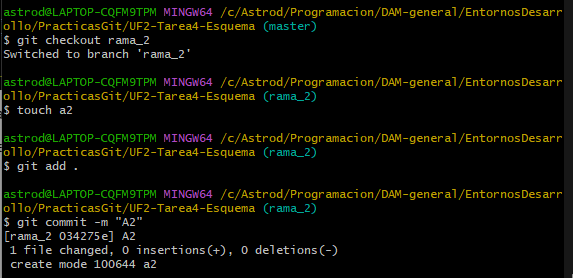 astrod@LAPTOP-CQFM9TPM MINGW64 /c/Astrod/Programacion/DAM-general/EntornosDesarr
ollo/PracticasGit/UF2-Tarea4-Esquema (master)
$ git checkout rama_2
Switched to branch 'rama_2'
astrod@LAPTOP-CQFM9TPM MINGW64 /c/Astrod/Programacion/DAM-general/EntornosDesarr
ollo/PracticasGit/UF2-Tarea4-Esquema (rama_2)
$ touch a2
astrod@LAPTOP-CQFM9TPM MINGW64 /c/Astrod/Programacion/DAM-general/EntornosDesarr
ollo/PracticasGit/UF2-Tarea4-Esquema (rama_2)
$ git add .
astrod@LAPTOP-CQFM9TPM MINGW64 /c/Astrod/Programacion/DAM-general/EntornosDesarr
ollo/PracticasGit/UF2-Tarea4-Esquema (rama_2)
$ git commit -m "A2"
[rama_2 034275e] A2
 1 file changed, 0 insertions(+), 0 deletions(-)
 create mode 100644 a2